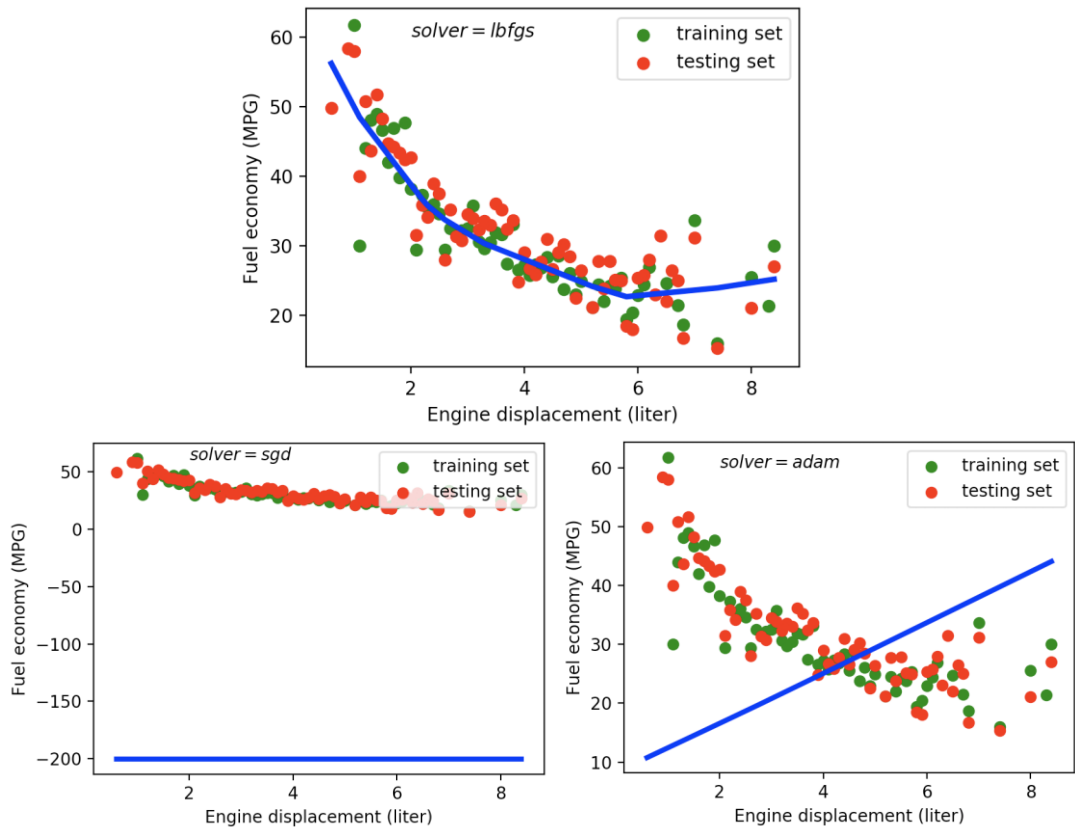 solver = lbfgs
training set
testing set
60
50
40
30
20
Fuel economy (MPG)
2
4
6
8
Engine displacement (liter)
solver = sgd
training set
testing set
50
0
−50
−100
−150
−200
Fuel economy (MPG)
2
4
6
8
Engine displacement (liter)
solver = adam
training set
testing set
60
50
40
30
20
10
Fuel economy (MPG)
2
4
6
8
Engine displacement (liter)